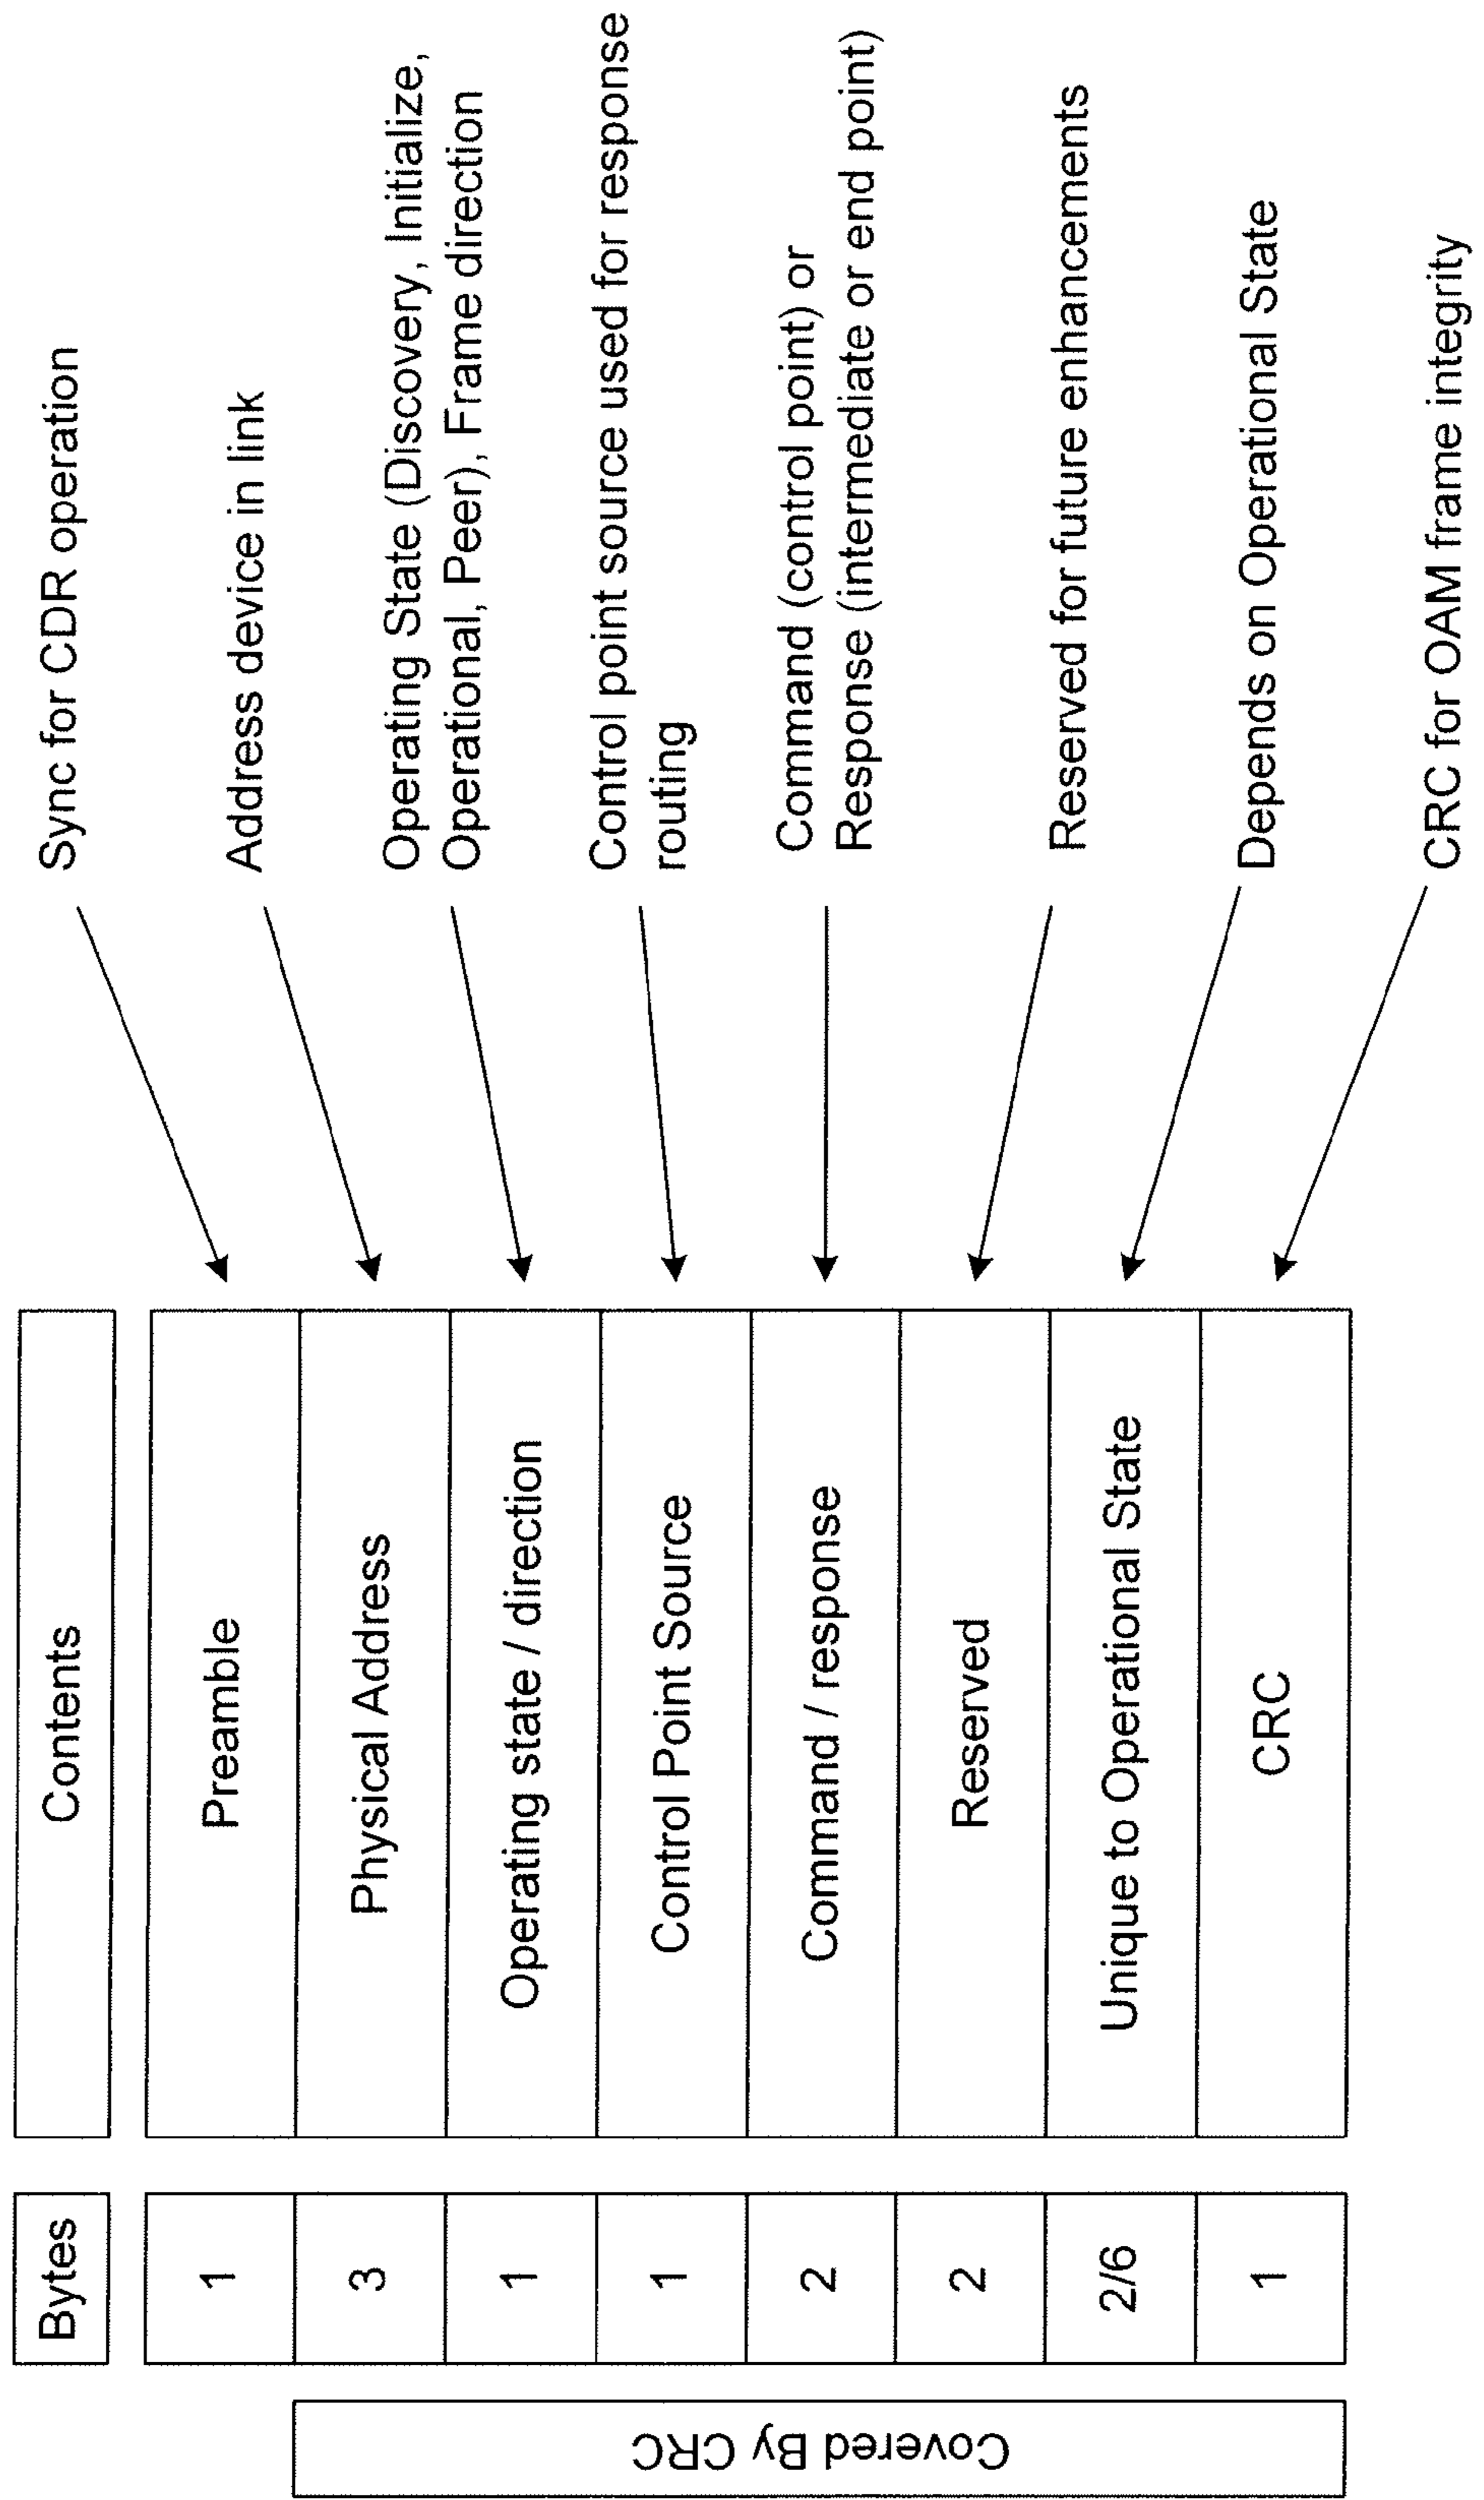 Bytes
Contents
1
Preamble
Sync for CDR operation
3
Physical Address
Address device in link
1
Operating state / direction
Operating State (Discovery, Initialize,
Operational, Peer), Frame direction
1
Control Point Source
Control point source used for response
routing
2
Command / response
Command (control point) or
Response (intermediate or end point)
2
Reserved
Reserved for future enhancements
2/6
Unique to Operational State
Depends on Operational State
1
CRC
CRC for OAM frame integrity
Covered By CRC